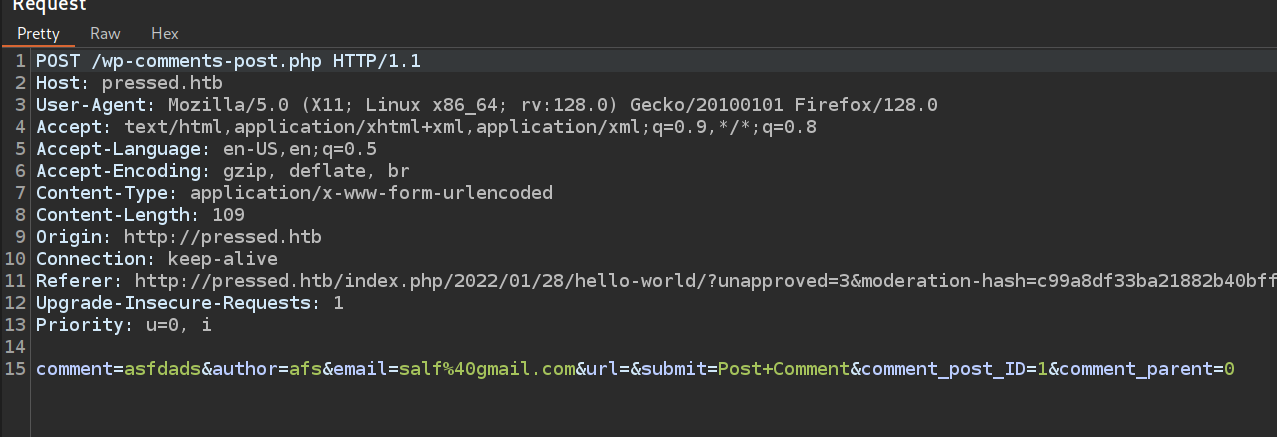 Request
Pretty Raw Hex
1 POST /wp-comments-post.php HTTP/1.1
2 Host: pressed.htb
3 User-Agent: Mozilla/5.0 (X11; Linux x86_64; rv:128.0) Gecko/20100101 Firefox/128.0
4 Accept: text/html,application/xhtml+xml,application/xml;q=0.9,*/*;q=0.8
5 Accept-Language: en-US,en;q=0.5
6 Accept-Encoding: gzip, deflate, br
7 Content-Type: application/x-www-form-urlencoded
8 Content-Length: 109
9 Origin: http://pressed.htb
10 Connection: keep-alive
11 Referer: http://pressed.htb/index.php/2022/01/28/hello-world/?unapproved=3&moderation-hash=c99a8df33ba21882b40bff
12 Upgrade-Insecure-Requests: 1
13 Priority: u=0, i
14
15 comment=asfdads&author=afs&email=salf%40gmail.com&url=&submit=Post+Comment&comment_post_ID=1&comment_parent=0